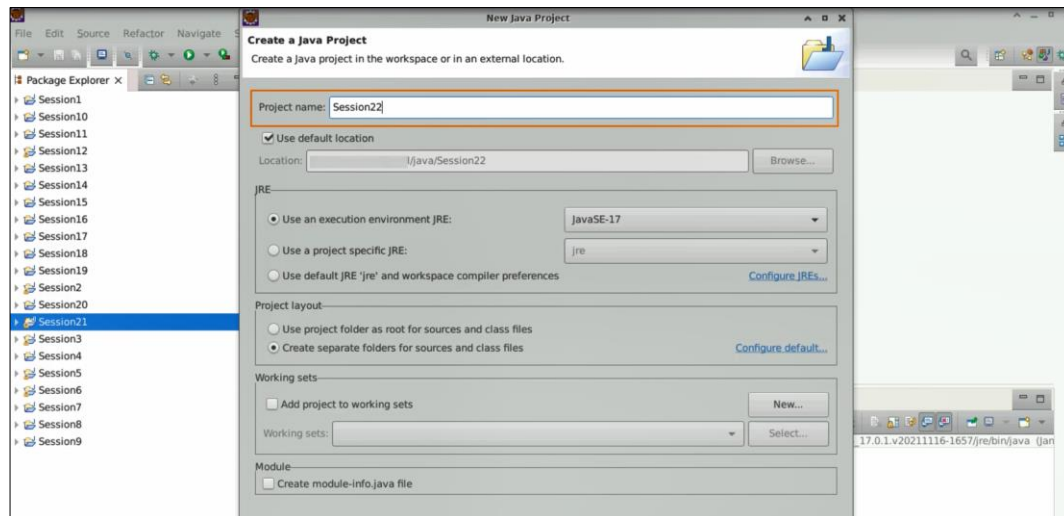 New Java Project
File Edit Source Refactor Navigate
Package Explorer
Session1
Session10
Session11
Session12
Session13
Session14
Session15
Session16
Session17
Session18
Session19
Session2
Session20
Session21
Session3
Session4
Session5
Session6
Session7
Session8
Session9
Create a Java Project
Create a Java project in the workspace or in an external location.
Project name: Session22
Use default location
Location: l/java/Session22 Browse...
JRE
Use an execution environment JRE: JavaSE-17
Use a project specific JRE: jre
Use default JRE 'jre' and workspace compiler preferences Configure JREs...
Project layout
Use project folder as root for sources and class files
Create separate folders for sources and class files Configure default...
Working sets
Add project to working sets New...
Working sets: Select...
Module
Create module-info.java file
_17.0.1.v20211116-1657/jre/bin/java (Jan